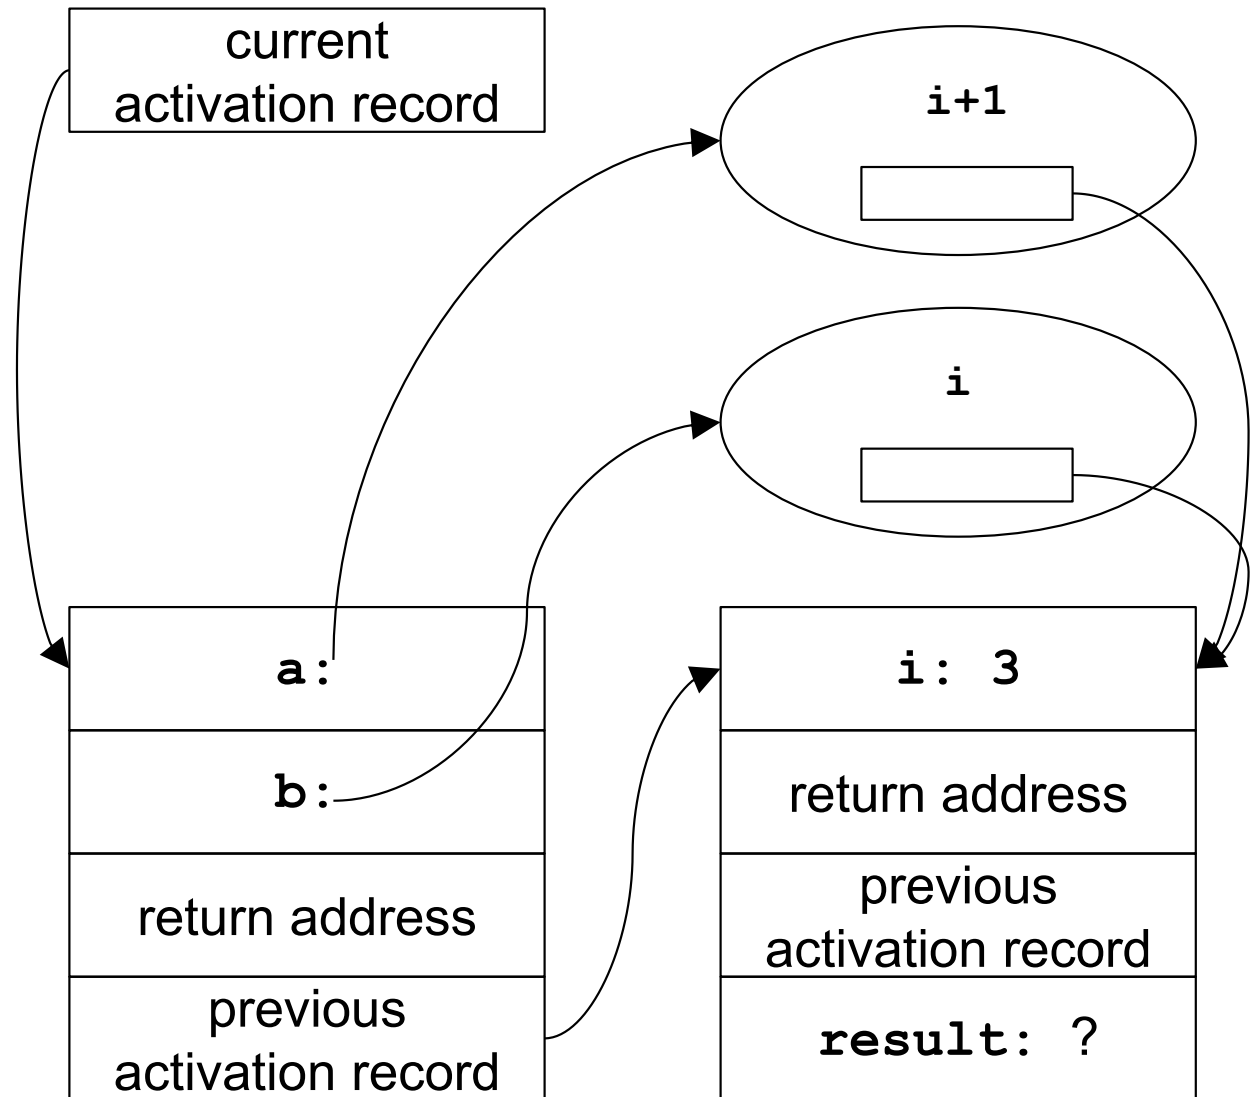 current
activation record
i+1
i
a:
b:
return address
previous
activation record
i: 3
return address
previous
activation record
result: ?